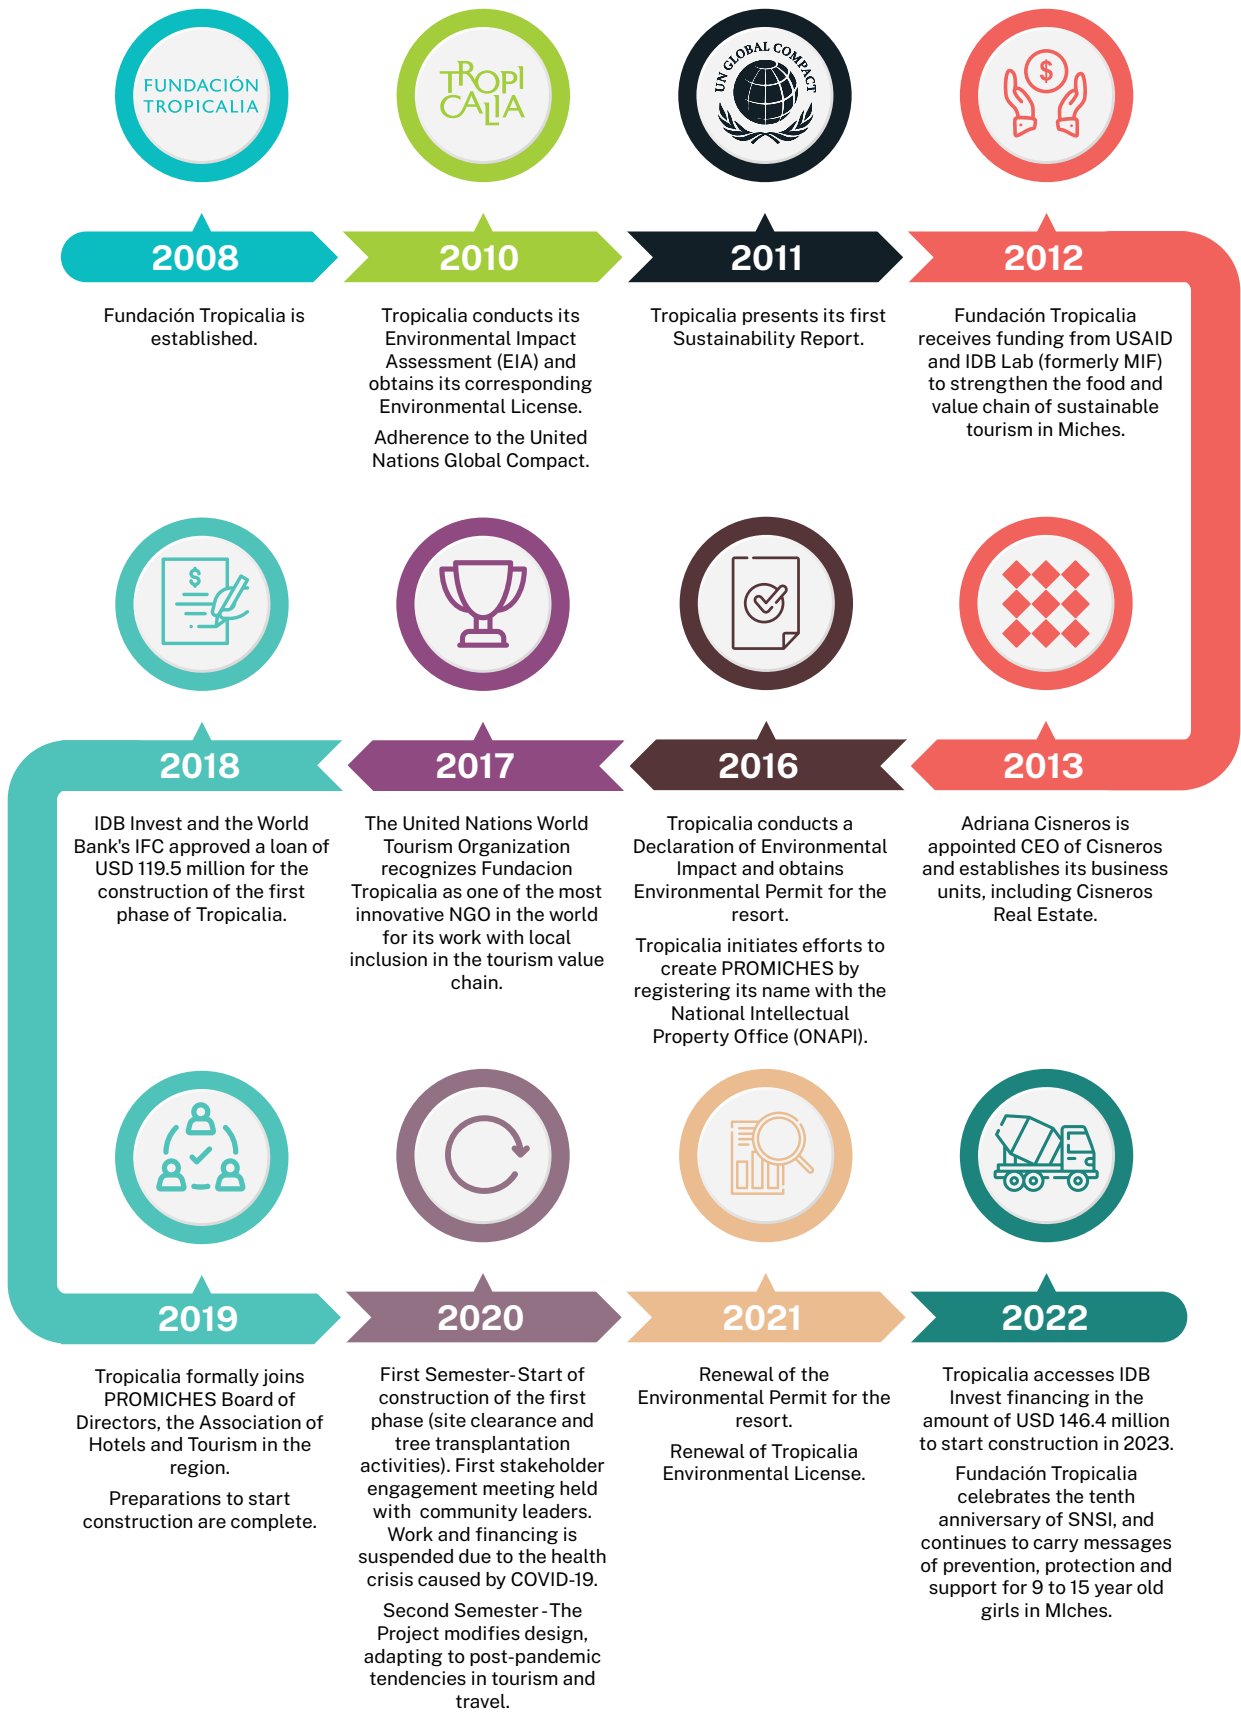 FUNDACIÓN
TROPICALIA
TROPI
CALIA
UN GLOBAL COMPACT
$
2008
Fundación Tropicalia is
established.
2010
Tropicalia conducts its
Environmental Impact
Assessment (EIA) and
obtains its corresponding
Environmental License.
Adherence to the United
Nations Global Compact.
2011
Tropicalia presents its first
Sustainability Report.
2012
Fundación Tropicalia
receives funding from USAID
and IDB Lab (formerly MIF)
to strengthen the food and
value chain of sustainable
tourism in Miches.
2013
Adriana Cisneros is
appointed CEO of Cisneros
and establishes its business
units, including Cisneros
Real Estate.
2016
Tropicalia conducts a
Declaration of Environmental
Impact and obtains
Environmental Permit for the
resort.
Tropicalia initiates efforts to
create PROMICHES by
registering its name with the
National Intellectual
Property Office (ONAPI).
2017
The United Nations World
Tourism Organization
recognizes Fundacion
Tropicalia as one of the most
innovative NGO in the world
for its work with local
inclusion in the tourism value
chain.
$
2018
IDB Invest and the World
Bank's IFC approved a loan of
USD 119.5 million for the
construction of the first
phase of Tropicalia.
2019
Tropicalia formally joins
PROMICHES Board of
Directors, the Association of
Hotels and Tourism in the
region.
Preparations to start
construction are complete.
2020
First Semester-Start of
construction of the first
phase (site clearance and
tree transplantation
activities). First stakeholder
engagement meeting held
with community leaders.
Work and financing is
suspended due to the health
crisis caused by COVID-19.
Second Semester -The
Project modifies design,
adapting to post-pandemic
tendencies in tourism and
travel.
2021
Renewal of the
Environmental Permit for the
resort.
Renewal of Tropicalia
Environmental License.
2022
Tropicalia accesses IDB
Invest financing in the
amount of USD 146.4 million
to start construction in 2023.
Fundación Tropicalia
celebrates the tenth
anniversary of SNSI, and
continues to carry messages
of prevention, protection and
support for 9 to 15 year old
girls in MIches.